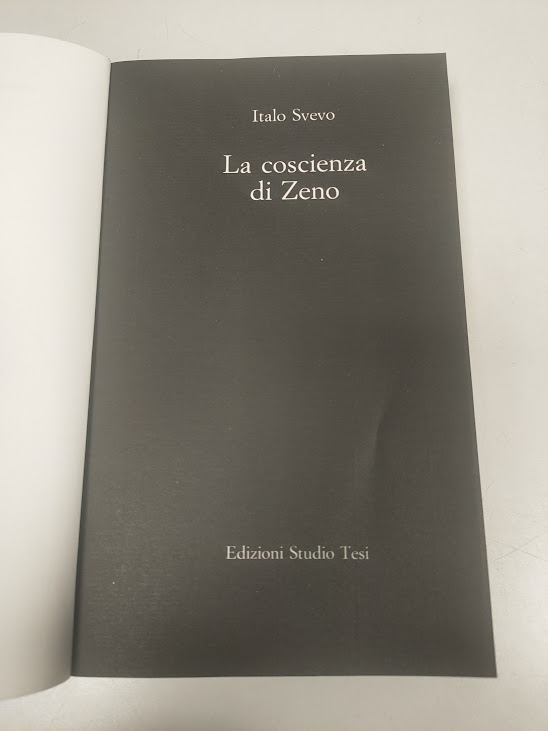 Italo Svevo
La coscienza
di Zeno
Edizioni Studio Tesi